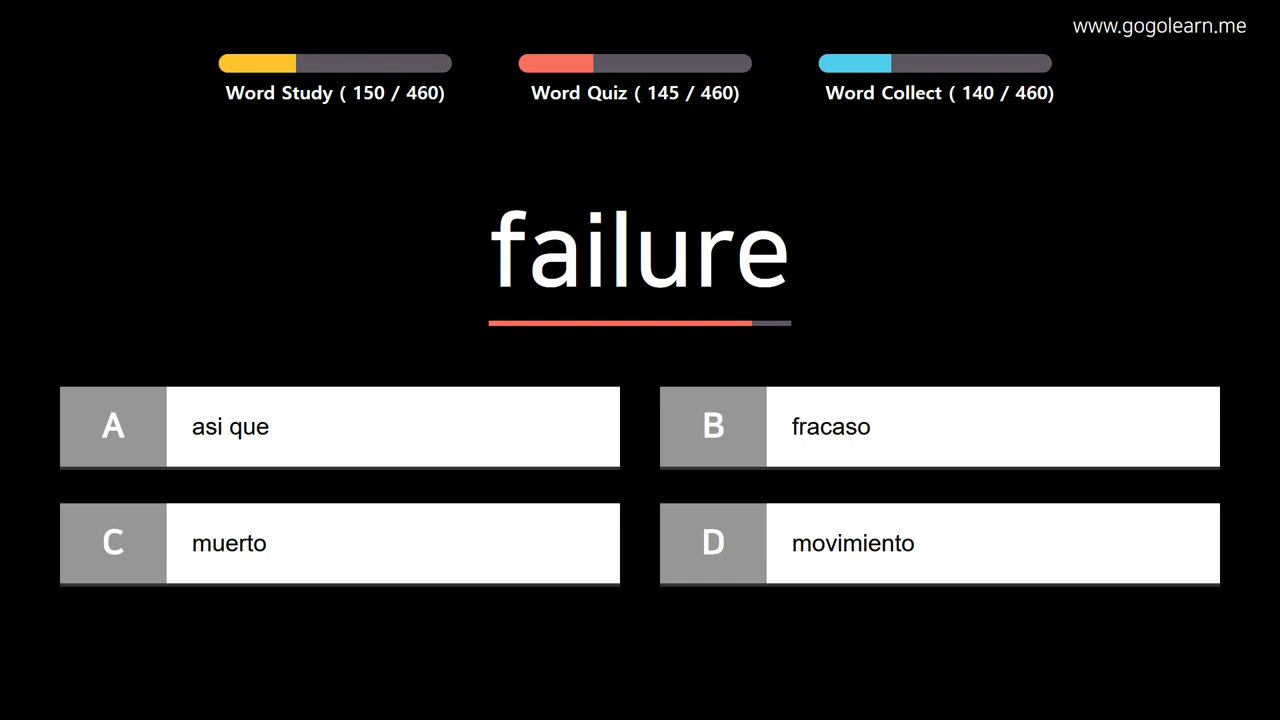 www.gogolearn.me
Word Study ( 150 / 460)
Word Quiz ( 145 / 460)
Word Collect ( 140 / 460)
failure
A asi que
B fracaso
C muerto
D movimiento